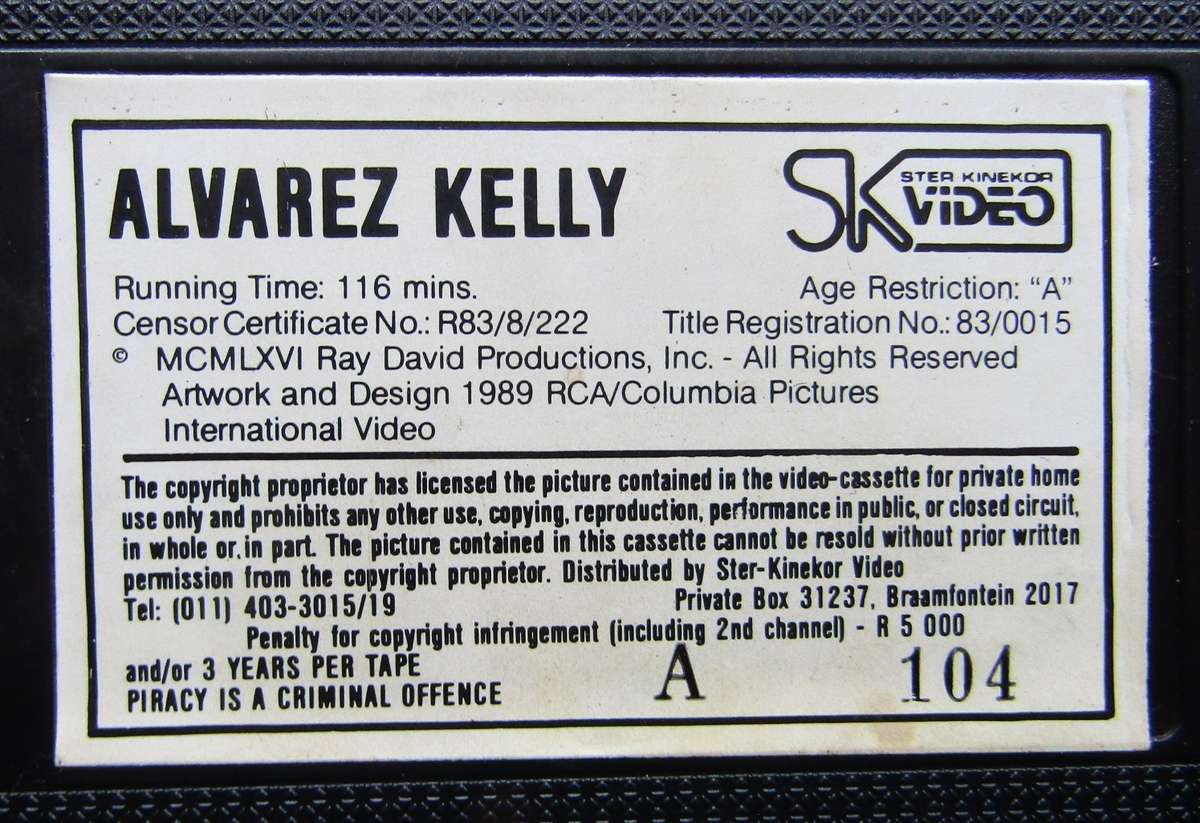 ALVAREZ KELLY
SK STER KINEKOR VIDEO
Running Time: 116 mins. Age Restriction: “A”
Censor Certificate No.: R83/8/222 Title Registration No.: 83/0015
© MCMLXVI Ray David Productions, Inc. - All Rights Reserved
Artwork and Design 1989 RCA/Columbia Pictures
International Video
The copyright proprietor has licensed the picture contained in the video-cassette for private home
use only and prohibits any other use, copying, reproduction, performance in public, or closed circuit,
in whole or in part. The picture contained in this cassette cannot be resold without prior written
permission from the copyright proprietor. Distributed by Ster-Kinekor Video
Tel: (011) 403-3015/19 Private Box 31237, Braamfontein 2017
Penalty for copyright infringement (including 2nd channel) - R 5 000
and/or 3 YEARS PER TAPE
PIRACY IS A CRIMINAL OFFENCE
A 104